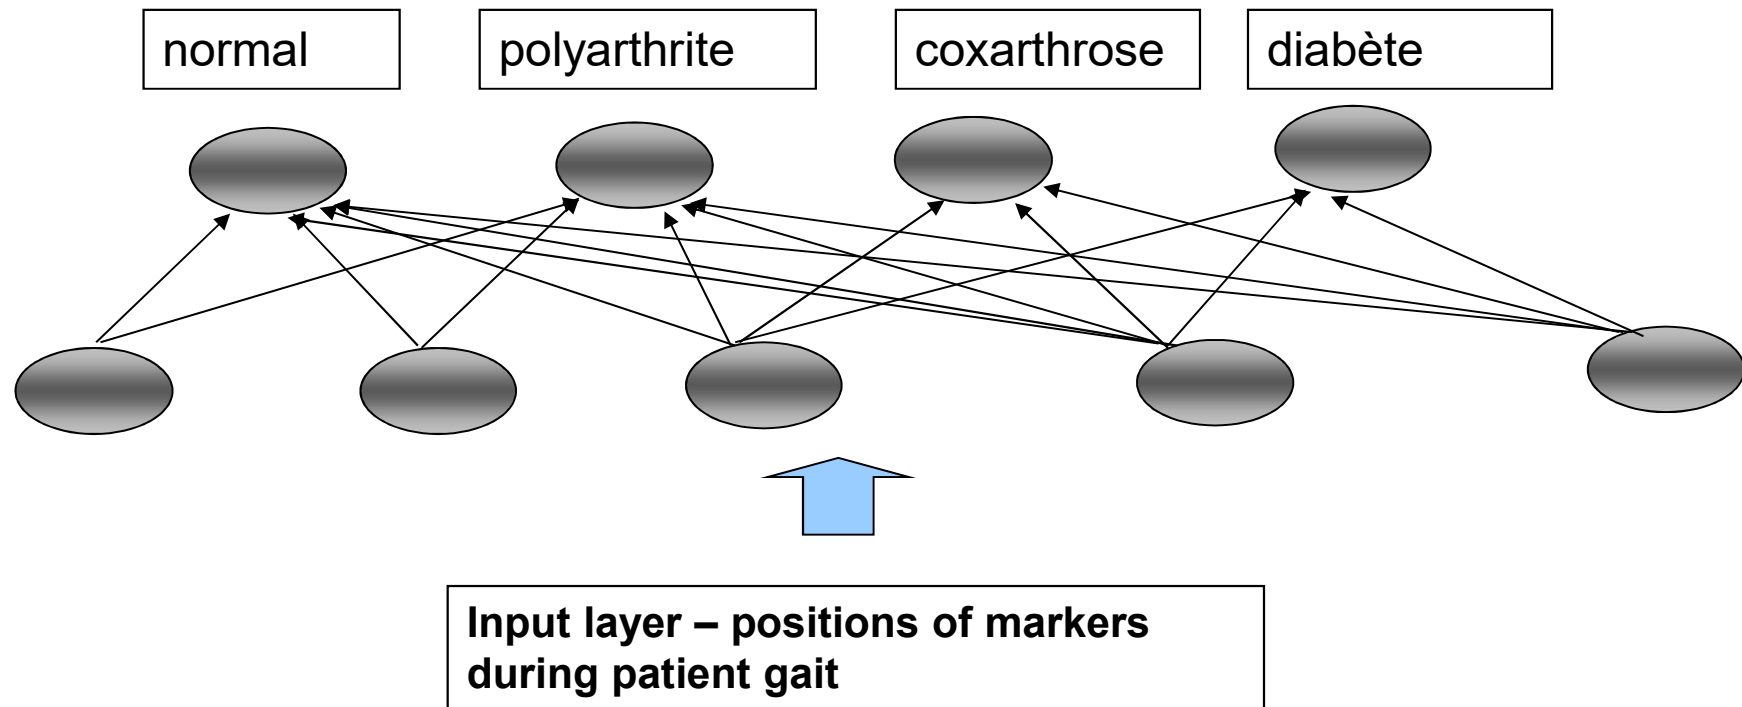 normal
polyarthrite
coxarthrose
diabète
Input layer – positions of markers
during patient gait